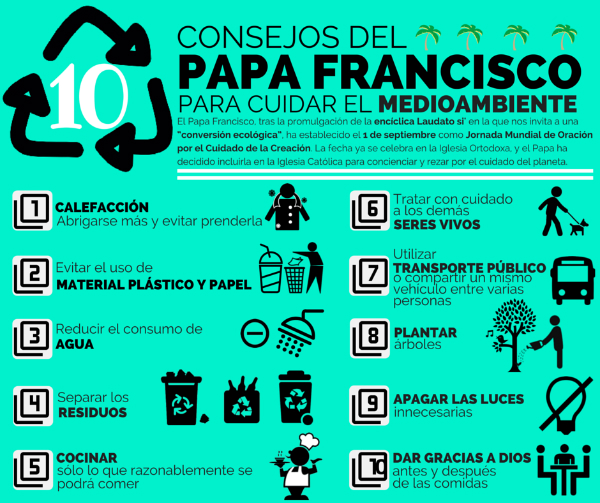 10
CONSEJOS DEL
PAPA FRANCISCO
PARA CUIDAR EL MEDIOAMBIENTE
El Papa Francisco, tras la promulgación de la encíclica Laudato si' en la que nos invita a una
"conversión ecológica", ha establecido el 1 de septiembre como Jornada Mundial de Oración
por el Cuidado de la Creación. La fecha ya se celebra en la Iglesia Ortodoxa, y el Papa ha
decidido incluirla en la Iglesia Católica para concienciar y rezar por el cuidado del planeta.
1
CALEFACCIÓN
Abrigarse más y evitar prenderla
2
Evitar el uso de
MATERIAL PLÁSTICO Y PAPEL
3
Reducir el consumo de
AGUA
4
Separar los
RESIDUOS
5
COCINAR
sólo lo que razonablemente se
podrá comer
6
Tratar con cuidado
a los demás
SERES VIVOS
7
Utilizar
TRANSPORTE PÚBLICO
o compartir un mismo
vehículo entre varias
personas
8
PLANTAR
árboles
9
APAGAR LAS LUCES
innecesarias
10
DAR GRACIAS A DIOS
antes y después
de las comidas